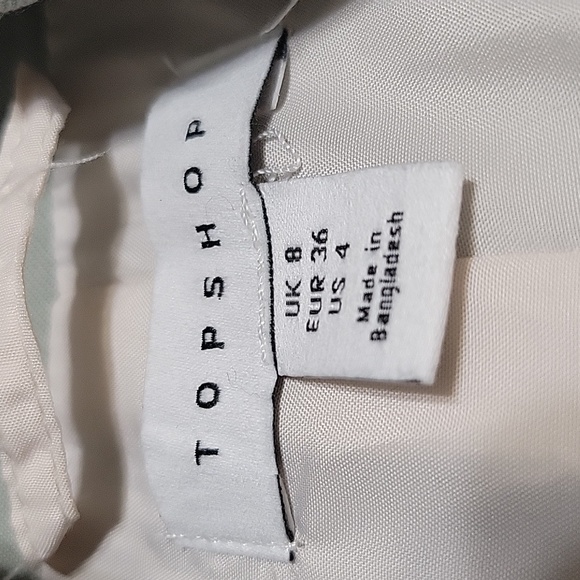 TOPSHOP
UK 8
EUR 36
US 4
Made in
Bangladesh